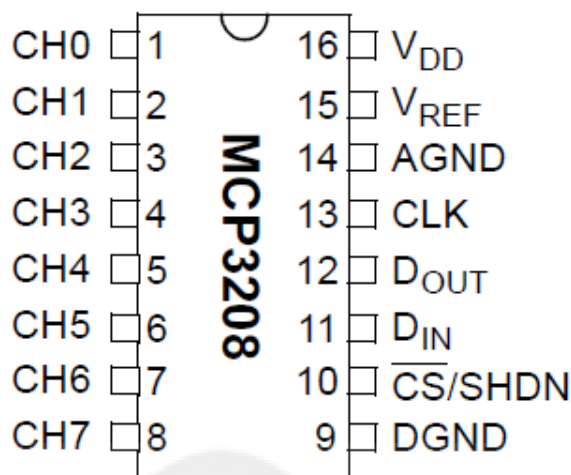 CH0 1 16 VDD
CH1 2 15 VREF
CH2 3 14 AGND
CH3 4 13 CLK
CH4 5 12 DOUT
CH5 6 11 DIN
CH6 7 10 C̅S̅/SHDN
CH7 8 9 DGND
MCP3208